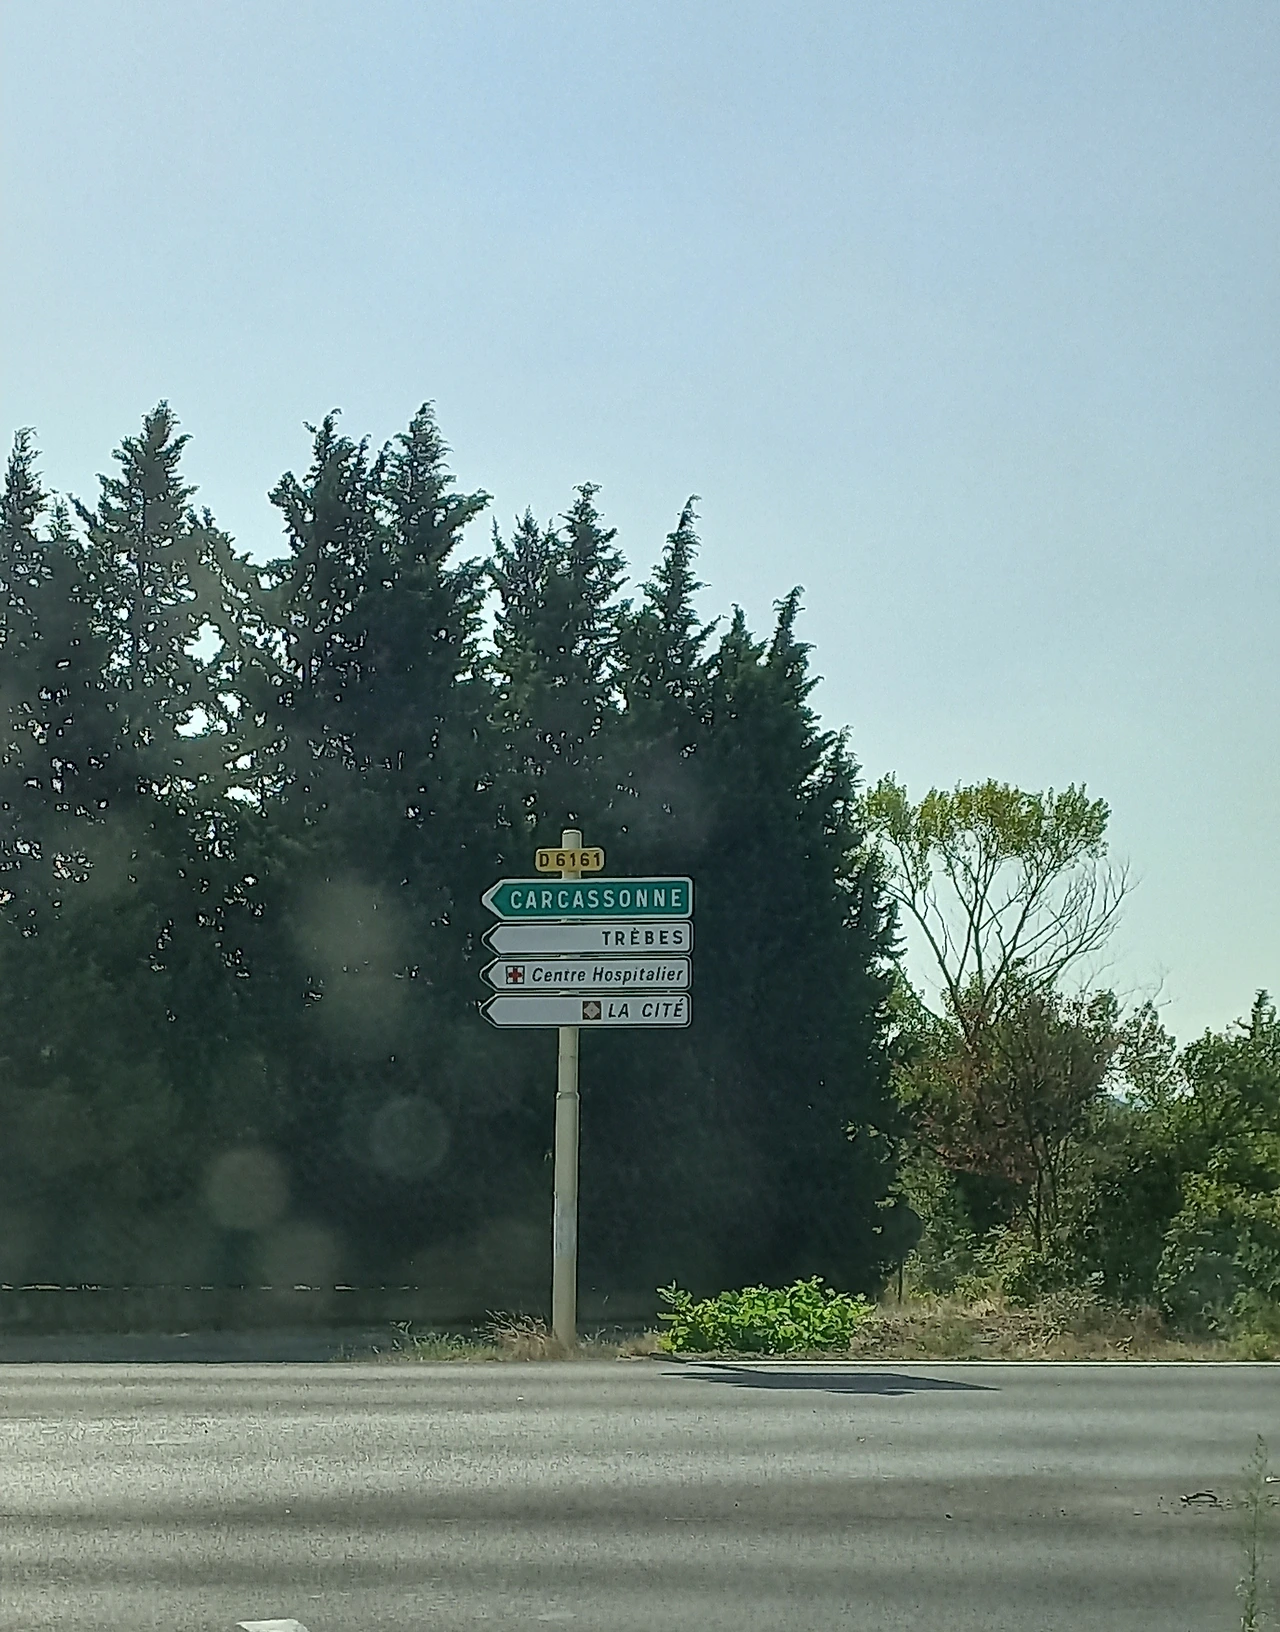 D 6161
CARCASSONNE
TRÈBES
Centre Hospitalier
LA CITÉ